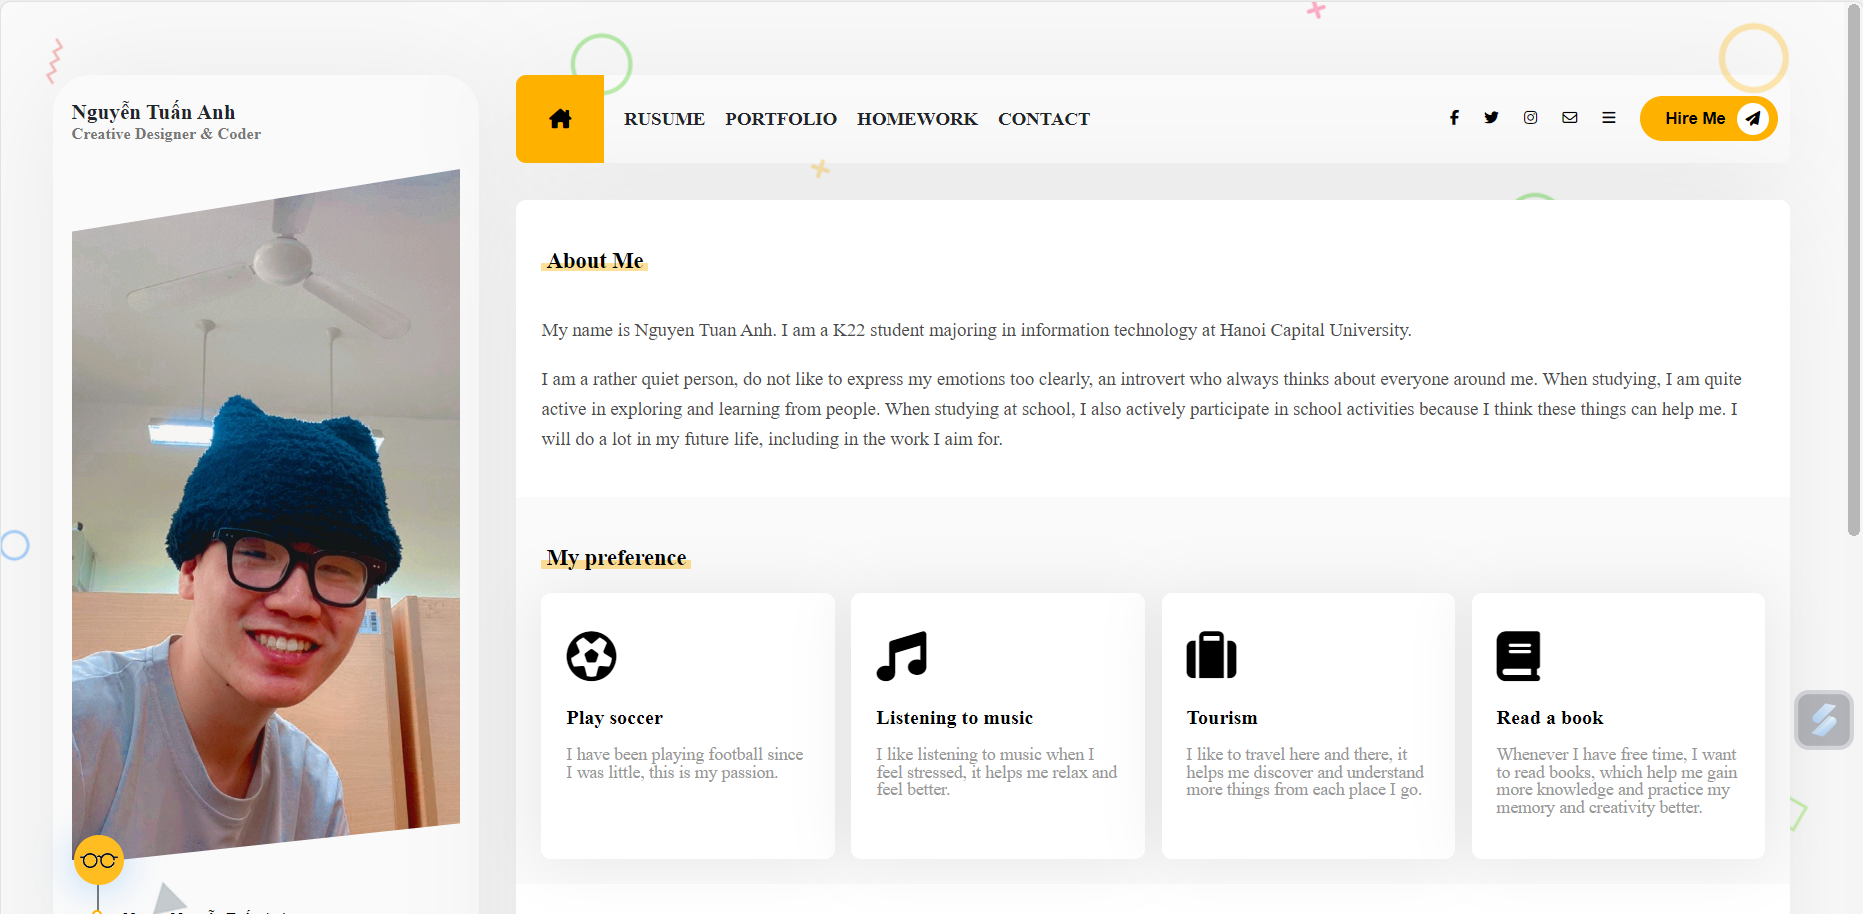 Nguyễn Tuấn Anh
Creative Designer & Coder
RUSUME PORTFOLIO HOMEWORK CONTACT
Hire Me
About Me
My name is Nguyen Tuan Anh. I am a K22 student majoring in information technology at Hanoi Capital University.
I am a rather quiet person, do not like to express my emotions too clearly, an introvert who always thinks about everyone around me. When studying, I am quite
active in exploring and learning from people. When studying at school, I also actively participate in school activities because I think these things can help me. I
will do a lot in my future life, including in the work I aim for.
My preference
Play soccer
I have been playing football since
I was little, this is my passion.
Listening to music
I like listening to music when I
feel stressed, it helps me relax and
feel better.
Tourism
I like to travel here and there, it
helps me discover and understand
more things from each place I go.
Read a book
Whenever I have free time, I want
to read books, which help me gain
more knowledge and practice my
memory and creativity better.